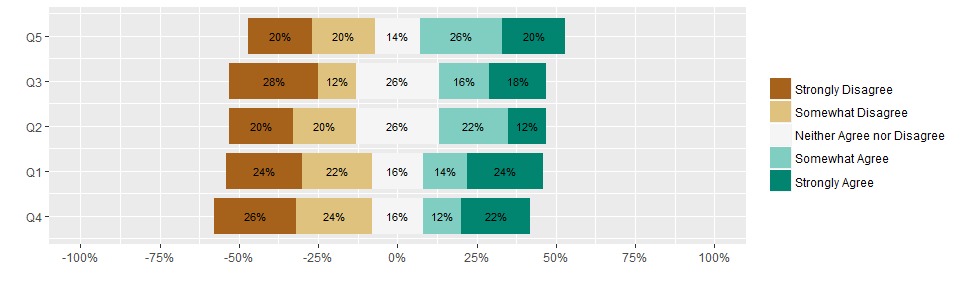 Q5 20% 20% 14% 26% 20%
Q3 28% 12% 26% 16% 18%
Q2 20% 20% 26% 22% 12%
Q1 24% 22% 16% 14% 24%
Q4 26% 24% 16% 12% 22%
-100% -75% -50% -25% 0% 25% 50% 75% 100%
Strongly Disagree
Somewhat Disagree
Neither Agree nor Disagree
Somewhat Agree
Strongly Agree